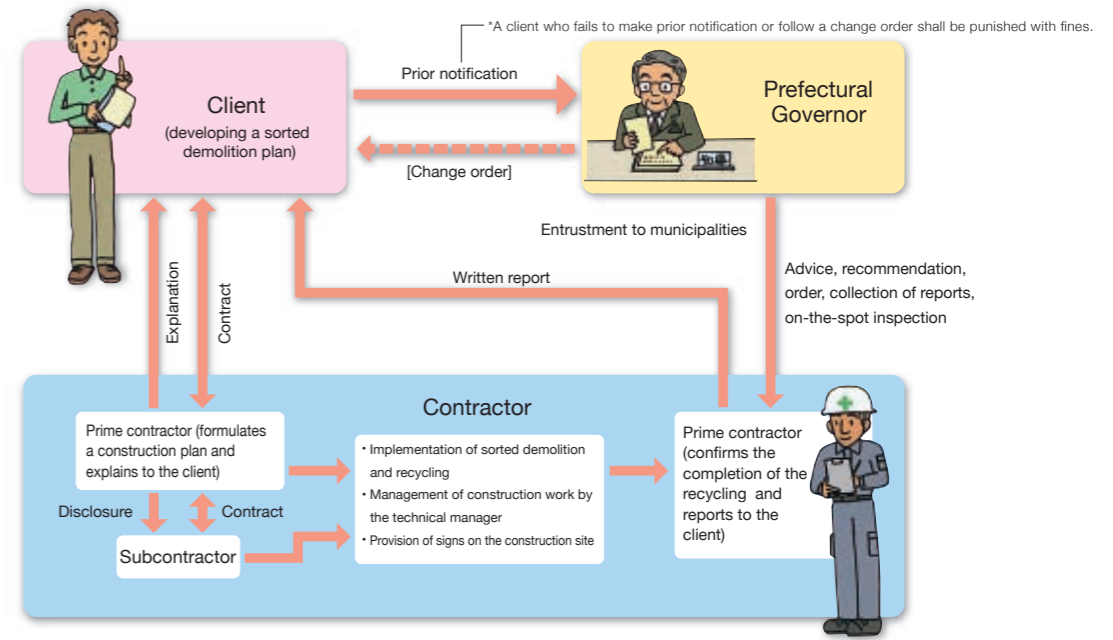 *A client who fails to make prior notification or follow a change order shall be punished with fines.
Prior notification
Client
(developing a sorted
demolition plan)
Prefectural
Governor
[Change order]
Entrustment to municipalities
Advice, recommendation,
order, collection of reports,
on-the-spot inspection
Written report
Explanation
Contract
Contractor
Prime contractor (formulates
a construction plan and
explains to the client)
Disclosure
Contract
Subcontractor
• Implementation of sorted demolition
and recycling
• Management of construction work by
the technical manager
• Provision of signs on the construction site
Prime contractor
(confirms the
completion of the
recycling and
reports to the
client)